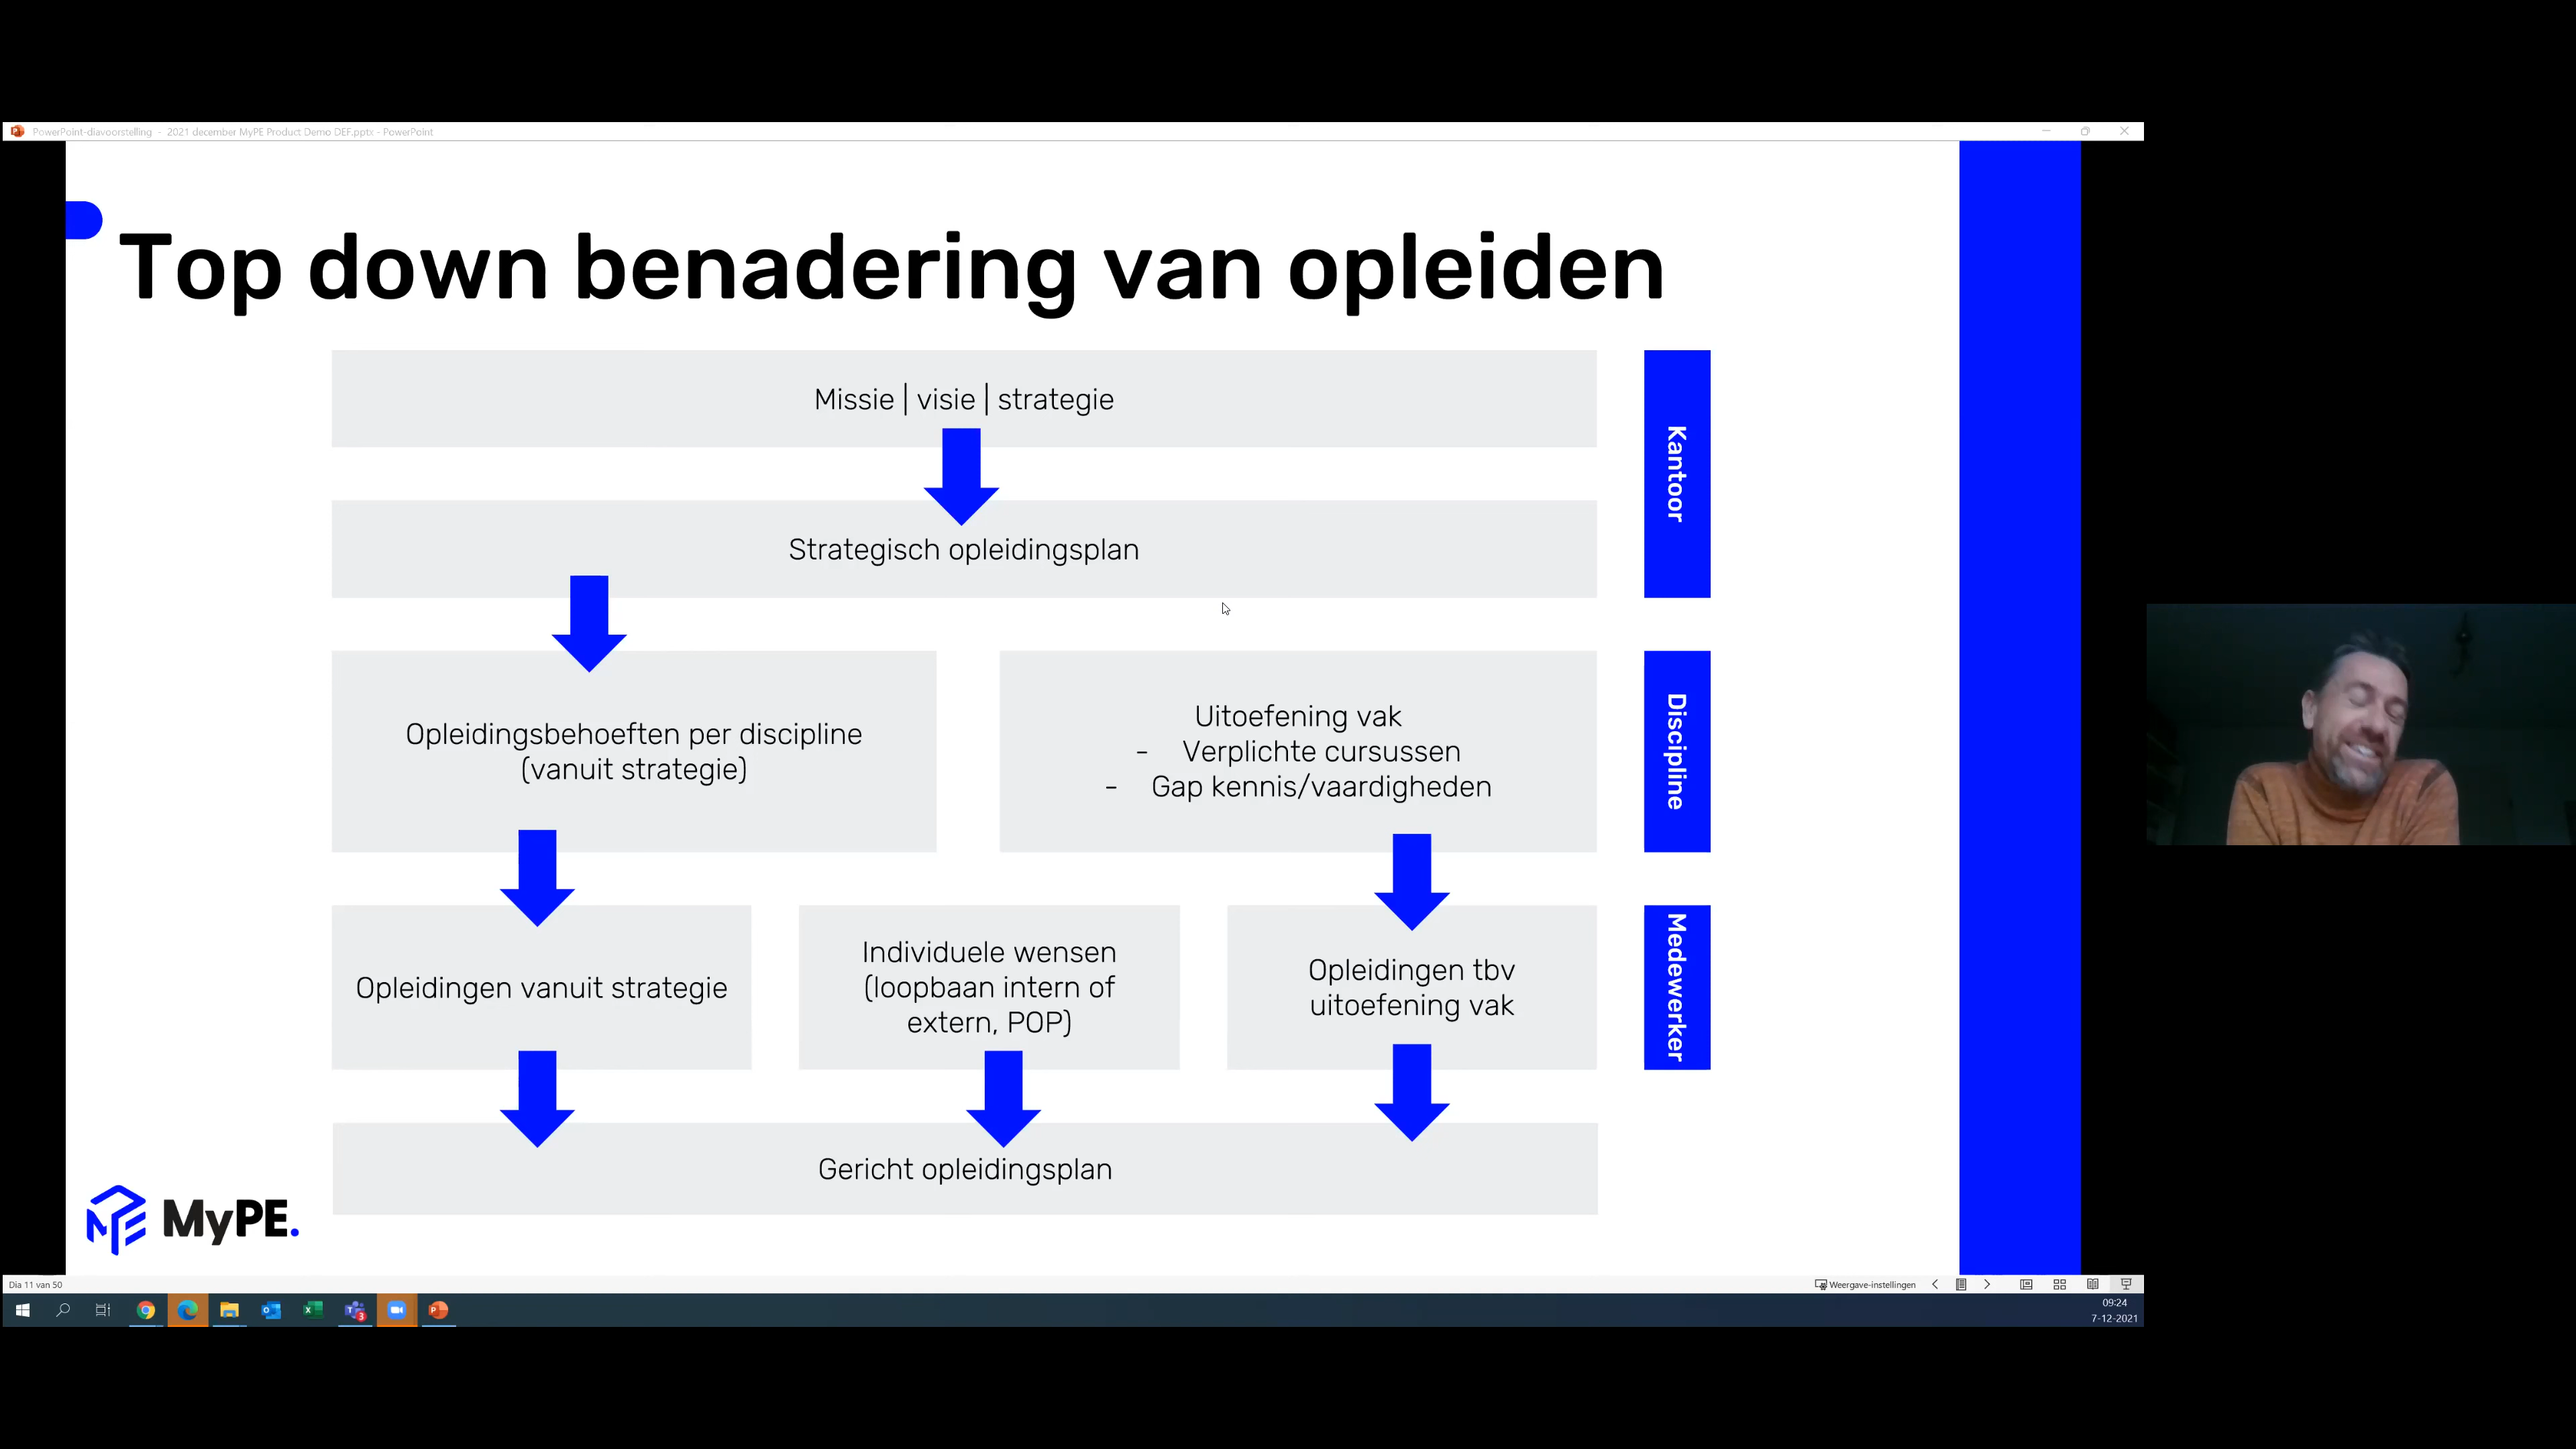 PowerPoint-diavoorstelling - 2021 december MyPE Product Demo DEF.pptx - PowerPoint
Top down benadering van opleiden
Missie | visie | strategie
Kantoor
Strategisch opleidingsplan
Opleidingsbehoeften per discipline
(vanuit strategie)
Uitoefening vak
- Verplichte cursussen
- Gap kennis/vaardigheden
Discipline
Opleidingen vanuit strategie
Individuele wensen
(loopbaan intern of
extern, POP)
Opleidingen tbv
uitoefening vak
Medewerker
Gericht opleidingsplan
MyPE.
Dia 11 van 50
Weergave-instellingen
3
09:24
7-12-2021